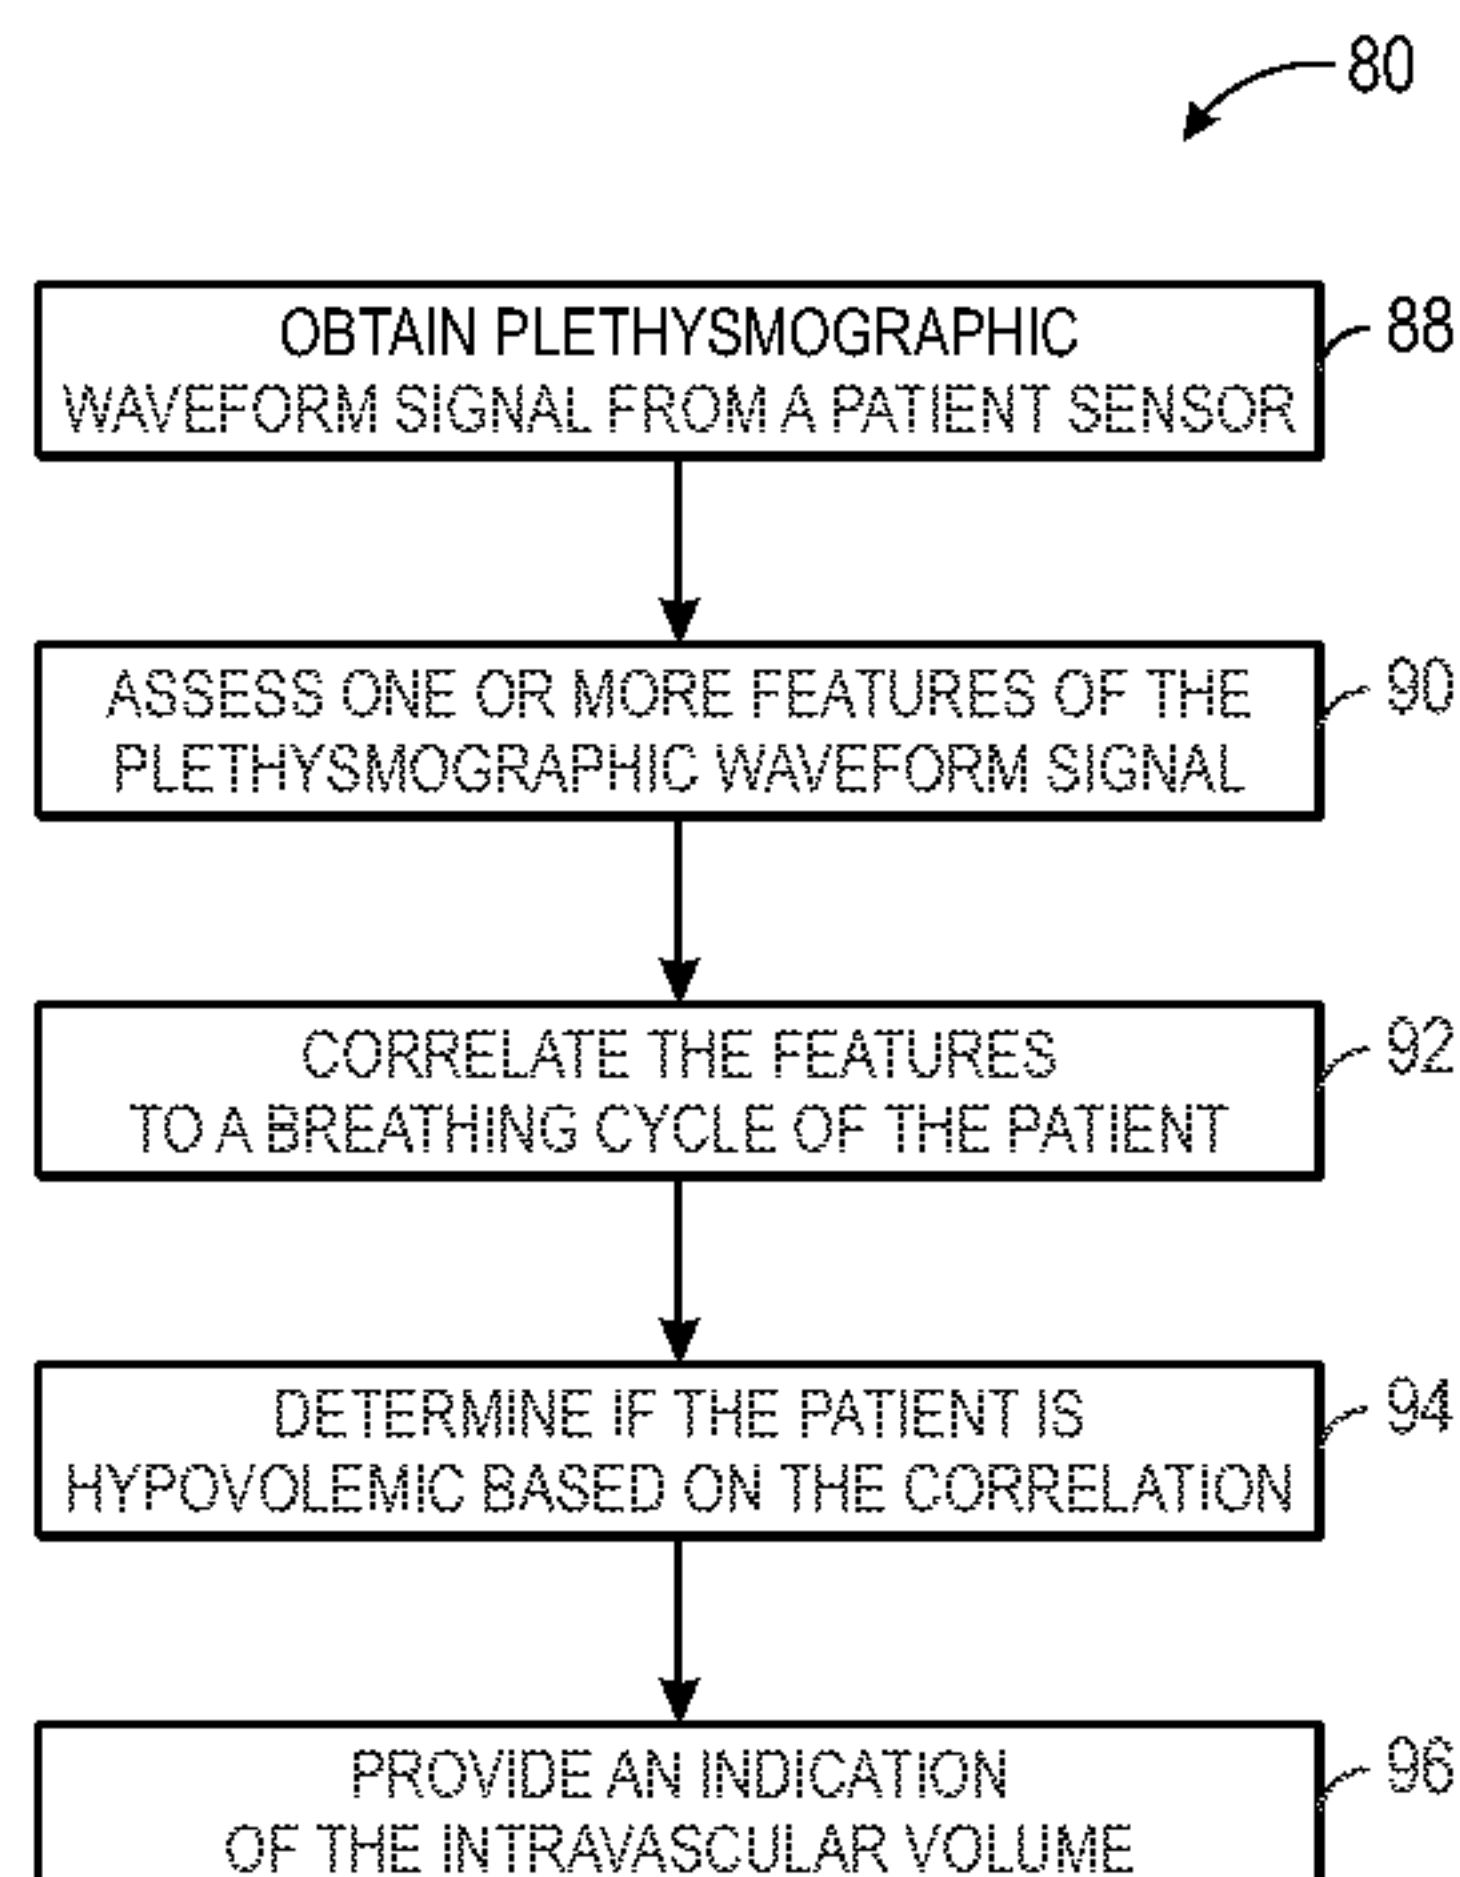 80
OBTAIN PLETHYSMOGRAPHIC
WAVEFORM SIGNAL FROM A PATIENT SENSOR
88
ASSESS ONE OR MORE FEATURES OF THE
PLETHYSMOGRAPHIC WAVEFORM SIGNAL
90
CORRELATE THE FEATURES
TO A BREATHING CYCLE OF THE PATIENT
92
DETERMINE IF THE PATIENT IS
HYPOVOLEMIC BASED ON THE CORRELATION
94
PROVIDE AN INDICATION
OF THE INTRAVASCULAR VOLUME
96